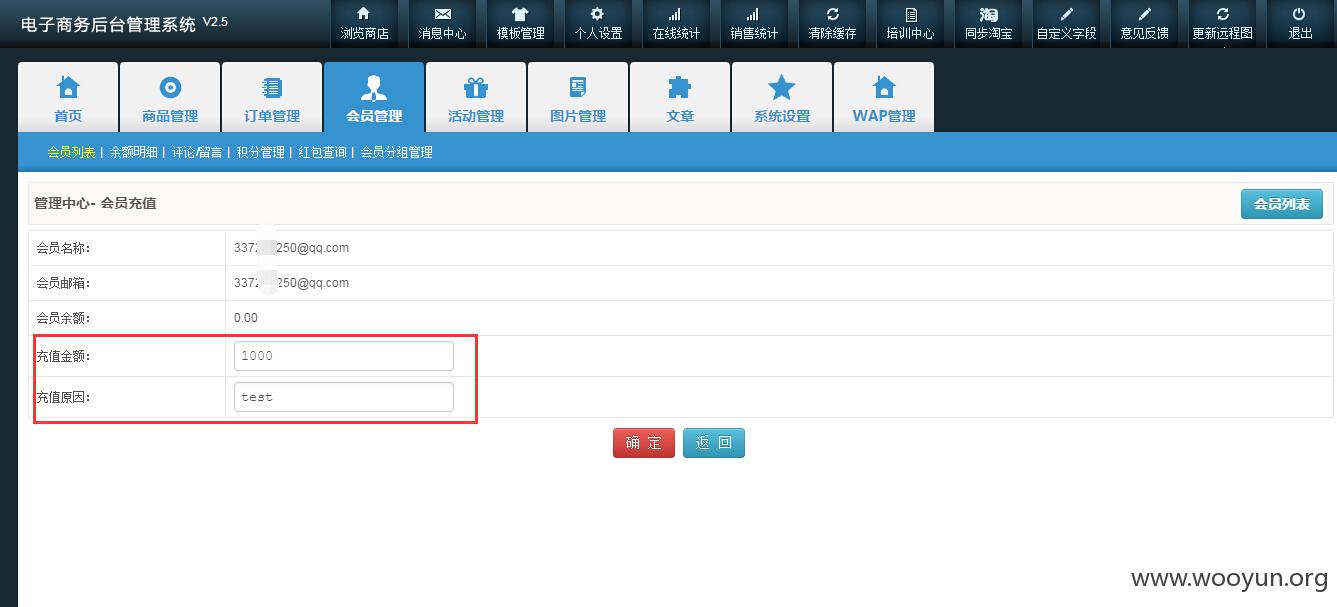 电子商务后台管理系统 V2.5
浏览商店 消息中心 模板管理 个人设置 在线统计 销售统计 清除缓存 培训中心 同步淘宝 自定义字段 意见反馈 更新远程图 退出
首页 商品管理 订单管理 会员管理 活动管理 图片管理 文章 系统设置 WAP管理
会员列表 | 余额明细 | 评论/留言 | 积分管理 | 红包查询 | 会员分组管理
管理中心- 会员充值 会员列表
会员名称: 337 250@qq.com
会员邮箱: 337 250@qq.com
会员余额: 0.00
充值金额: 1000
充值原因: test
确 定 返 回
www.wooyun.org